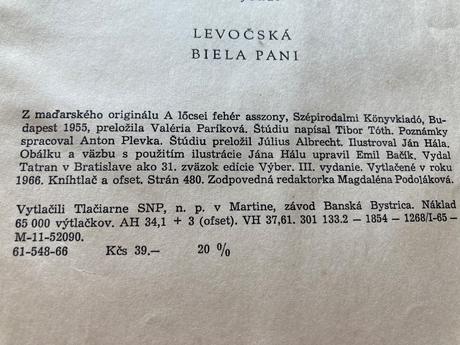 LEVOČSKÁ
BIELA PANI
Z maďarského originálu A lőcsei fehér asszony, Szépirodalmi Könyvkiadó, Bu-
dapest 1955, preložila Valéria Paríková. Štúdiu napísal Tibor Tóth. Poznámky
spracoval Anton Plevka. Štúdiu preložil Július Albrecht. Ilustroval Ján Hála.
Obálku a väzbu s použitím ilustrácie Jána Hálu upravil Emil Bačík. Vydal
Tatran v Bratislave ako 31. zväzok edície Výber. III. vydanie. Vytlačené v roku
1966. Kníhtlač a ofset. Strán 480. Zodpovedná redaktorka Magdaléna Podoláková.
Vytlačili Tlačiarne SNP, n. p. v Martine, závod Banská Bystrica. Náklad
65 000 výtlačkov. AH 34,1 + 3 (ofset). VH 37,61. 301 133.2 – 1854 – 1268/I-65 –
M-11-52090.
61-548-66 Kčs 39.— 20 %